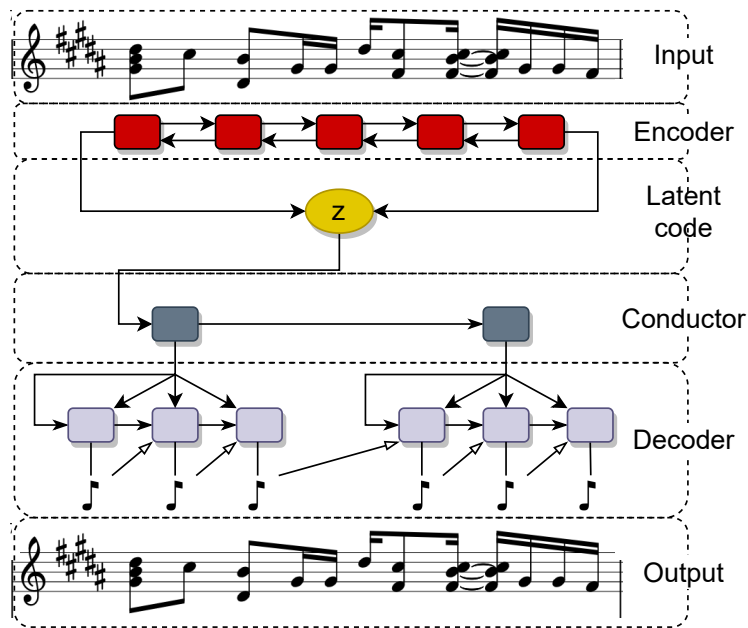 Input
Encoder
Latent
code
z
Conductor
Decoder
Output